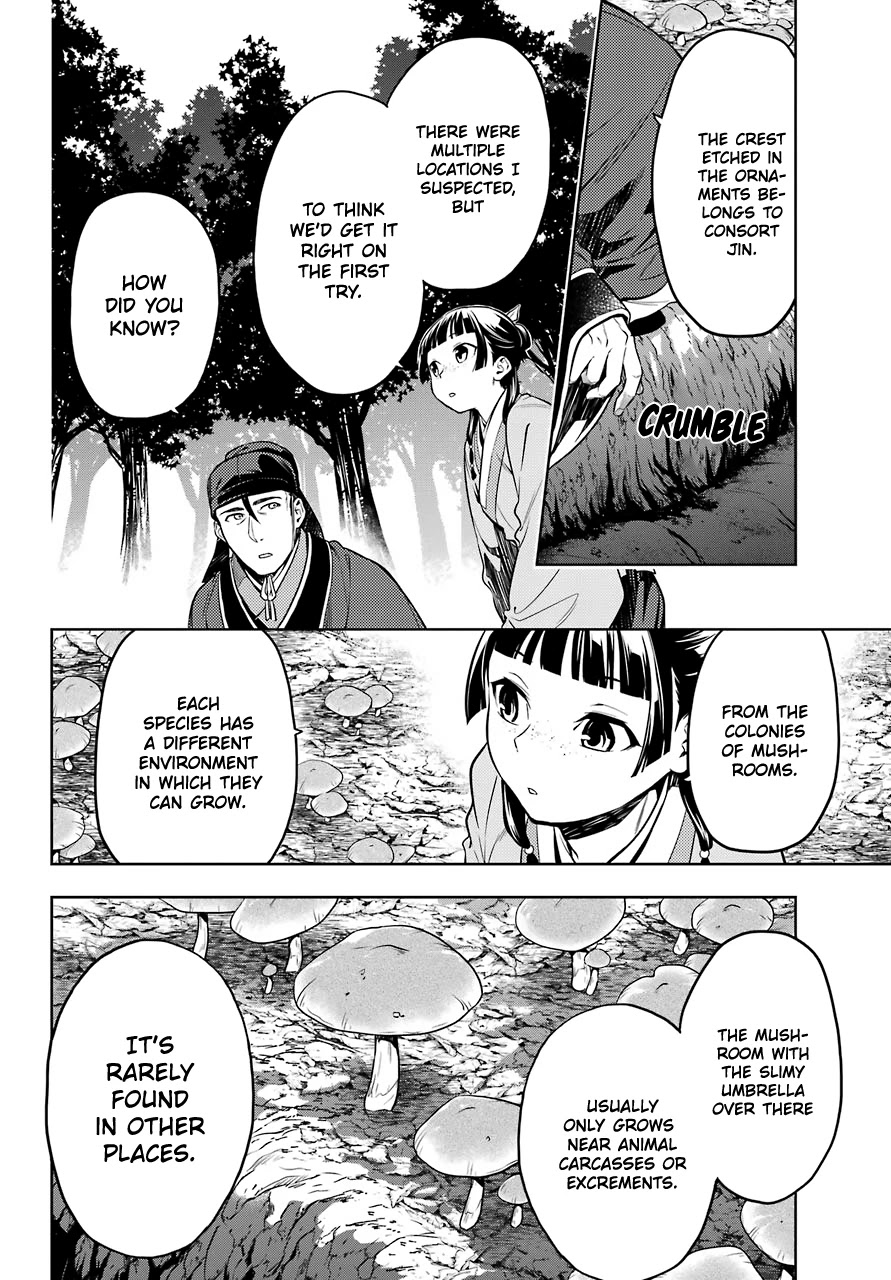 THE CREST
ETCHED IN
THE ORNA-
MENTS BE-
LONGS TO
CONSORT
JIN.
CRUMBLE
THERE WERE
MULTIPLE
LOCATIONS I
SUSPECTED,
BUT
TO THINK
WE'D GET IT
RIGHT ON
THE FIRST
TRY.
HOW
DID YOU
KNOW?
FROM THE
COLONIES
OF MUSH-
ROOMS.
EACH
SPECIES HAS
A DIFFERENT
ENVIRONMENT
IN WHICH THEY
CAN GROW.
THE MUSH-
ROOM WITH
THE SLIMY
UMBRELLA
OVER THERE
USUALLY
ONLY GROWS
NEAR ANIMAL
CARCASSES OR
EXCREMENTS.
IT'S
RARELY
FOUND
IN OTHER
PLACES.